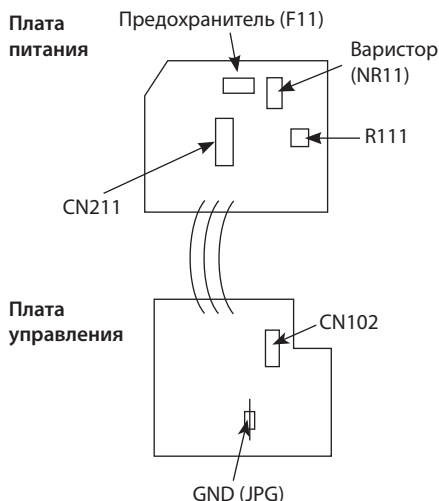 Плата
питания
Предохранитель (F11)
Варистор
(NR11)
R111
CN211
Плата
управления
CN102
GND (JPG)